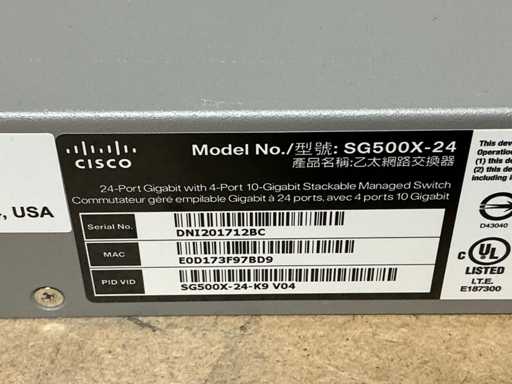 CISCO
Model No./型號: SG500X-24
產品名稱:乙太網路交換器
24-Port Gigabit with 4-Port 10-Gigabit Stackable Managed Switch
Commutateur géré empilable Gigabit à 24 ports, avec 4 ports 10 Gigabit
Serial No.
DNI201712BC
MAC
E0D173F97BD9
PID VID
SG500X-24-K9 V04
, USA
This devi
Operatio
(1) this d
(2) this de
including i
D43040
C UL
LISTED
I.T.E.
E187300